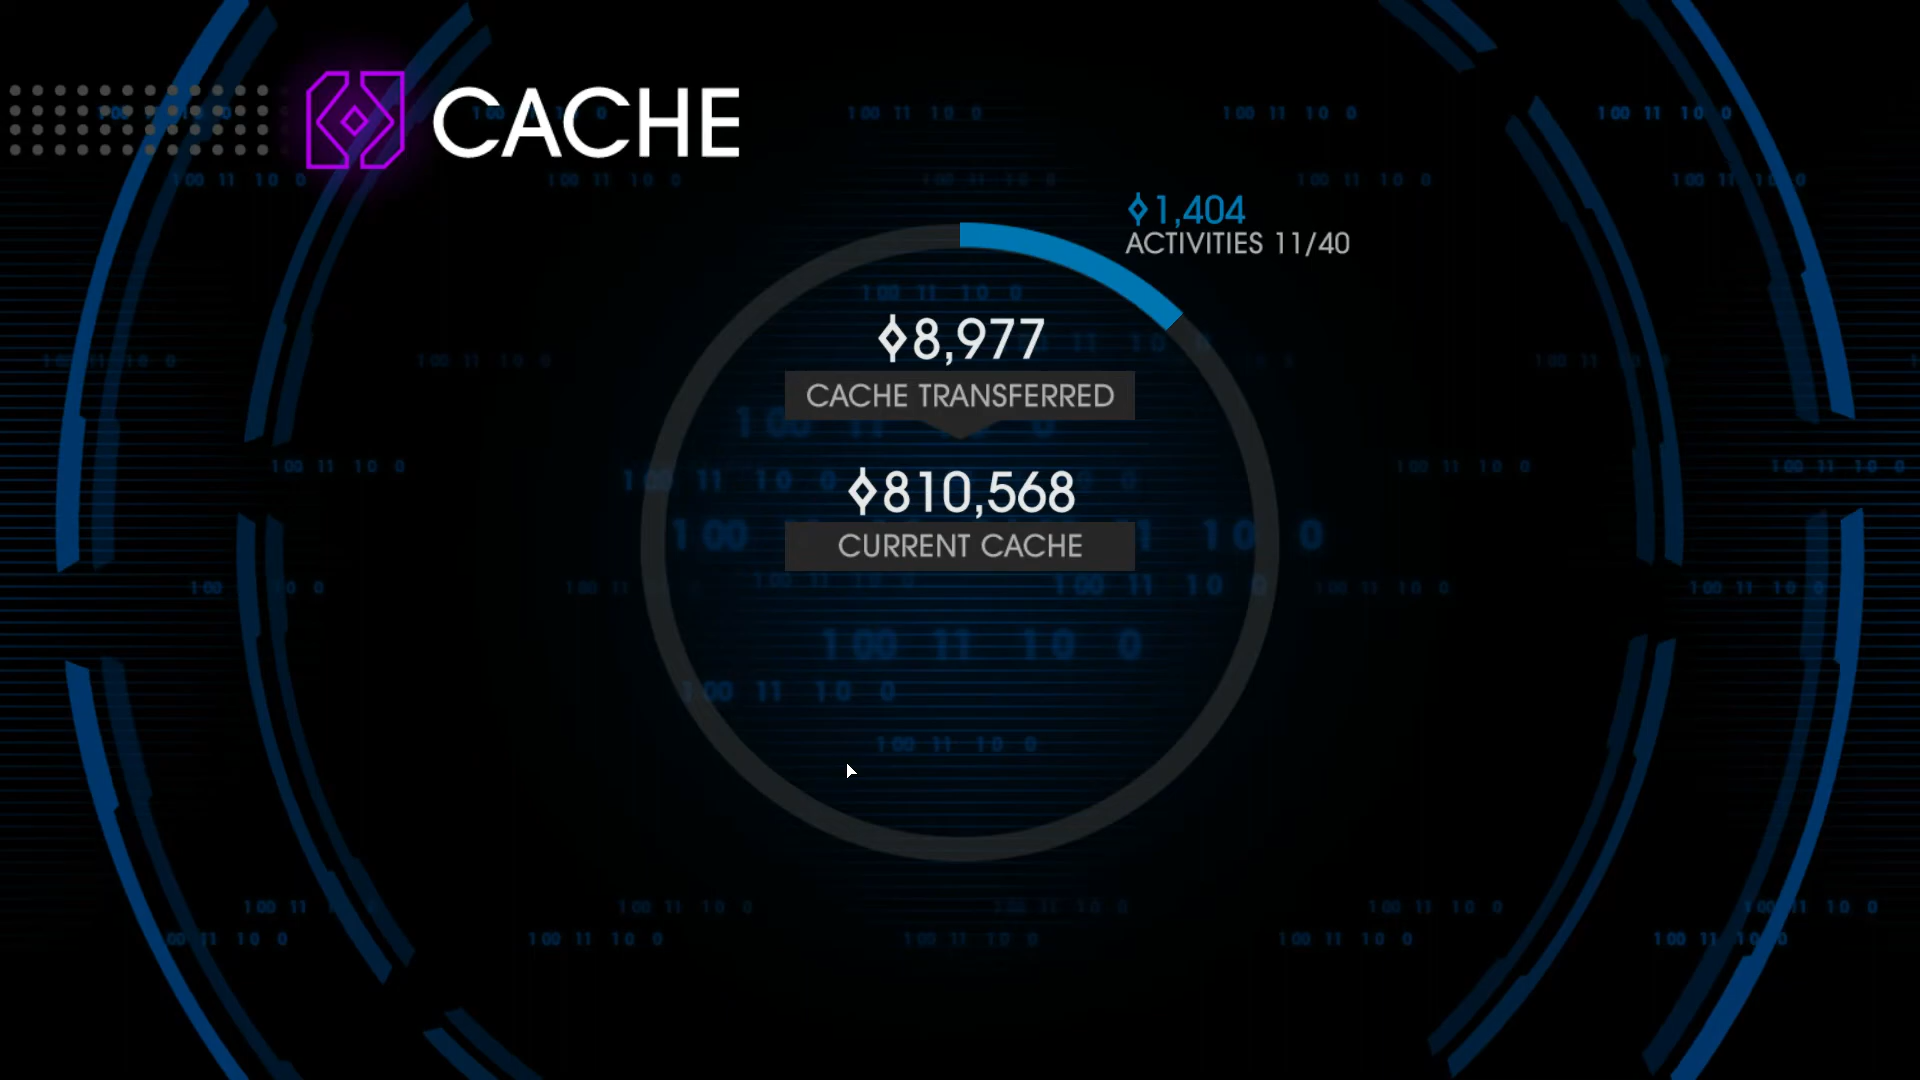 CACHE
1,404
ACTIVITIES 11/40
8,977
CACHE TRANSFERRED
810,568
CURRENT CACHE